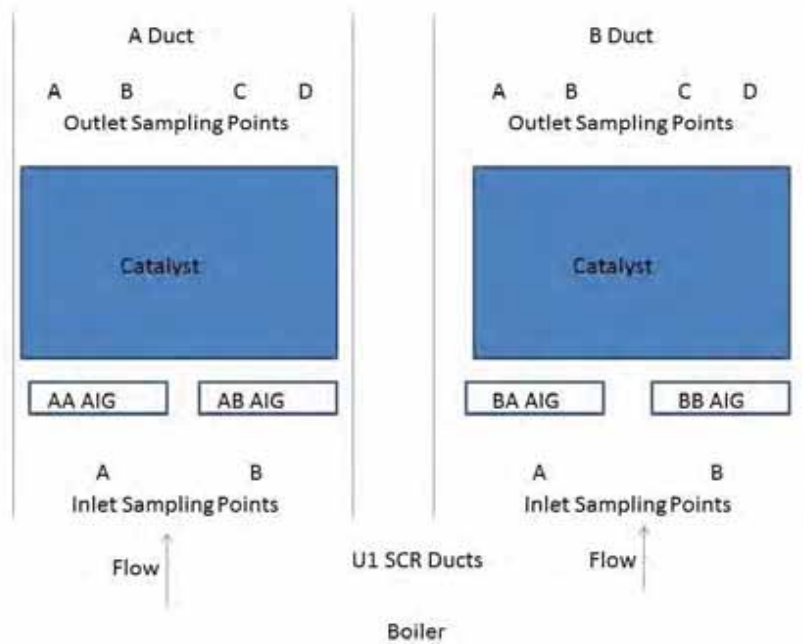 A Duct
B Duct
A B C D
A B C D
Outlet Sampling Points
Outlet Sampling Points
Catalyst
Catalyst
AA AIG
AB AIG
BA AIG
BB AIG
A B
A B
Inlet Sampling Points
Inlet Sampling Points
Flow
U1 SCR Ducts
Flow
Boiler